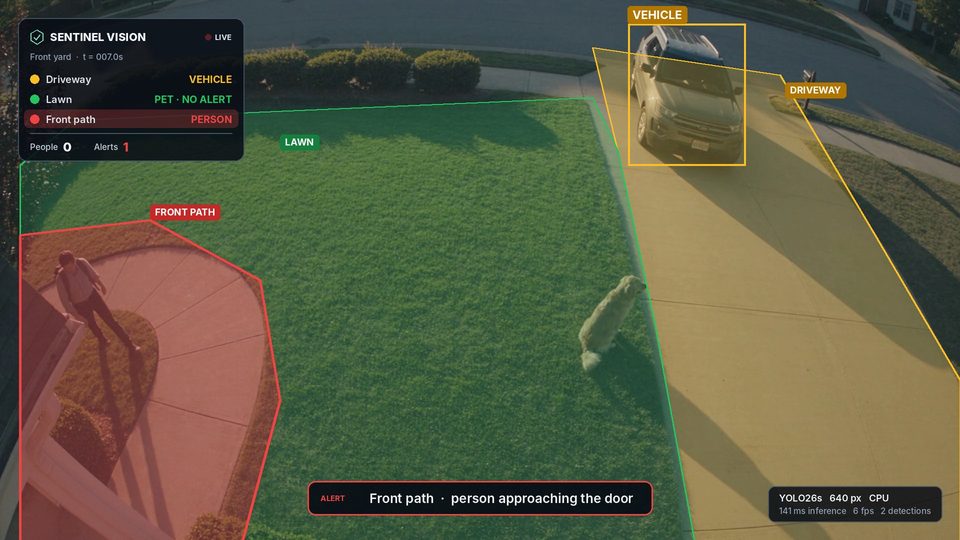 SENTINEL VISION
LIVE
Front yard · t = 007.0s
Driveway VEHICLE
Lawn PET · NO ALERT
Front path PERSON
People 0 Alerts 1
VEHICLE
DRIVEWAY
LAWN
FRONT PATH
ALERT Front path · person approaching the door
YOLO26s 640 px CPU
141 ms inference 6 fps 2 detections